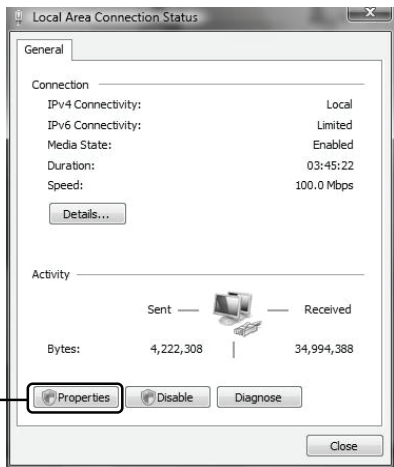 Local Area Connection Status
General
Connection
IPv4 Connectivity: Local
IPv6 Connectivity: Limited
Media State: Enabled
Duration: 03:45:22
Speed: 100.0 Mbps
Details...
Activity
Sent Received
Bytes: 4,222,308 34,994,388
Properties Disable Diagnose
Close